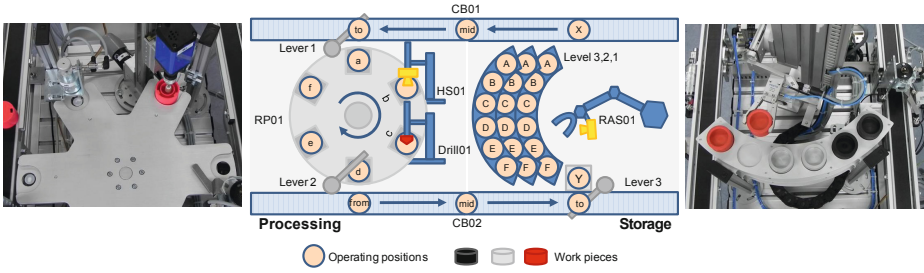 CB01
to
mid
X
Lever 1
a
Level 3,2,1
A A A
b
B B B
f
HS01
C C C
RP01
RAS01
c
D D D
e
Drill01
E E E
d
F F F
Y
Lever 2
Lever 3
from
mid
to
CB02
Processing
Storage
Operating positions
Work pieces